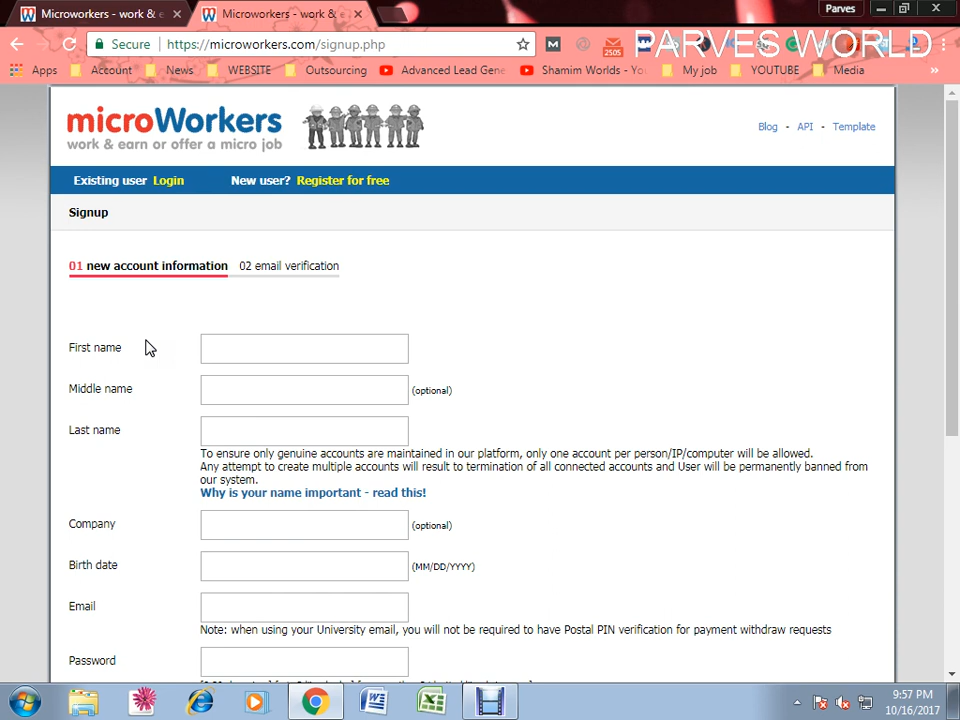 Microworkers - work & e
Microworkers - work & e
Parves
Secure
https://microworkers.com/signup.php
2505
PARVES WORLD
Apps
Account
News
WEBSITE
Outsourcing
Advanced Lead Gene
Shamim Worlds - You
My job
YOUTUBE
Media
microWorkers
work & earn or offer a micro job
Blog - API - Template
Existing user Login
New user? Register for free
Signup
01 new account information
02 email verification
First name
Middle name
(optional)
Last name
To ensure only genuine accounts are maintained in our platform, only one account per person/IP/computer will be allowed.
Any attempt to create multiple accounts will result to termination of all connected accounts and User will be permanently banned from
our system.
Why is your name important - read this!
Company
(optional)
Birth date
(MM/DD/YYYY)
Email
Note: when using your University email, you will not be required to have Postal PIN verification for payment withdraw requests
Password
9:57 PM
10/16/2017